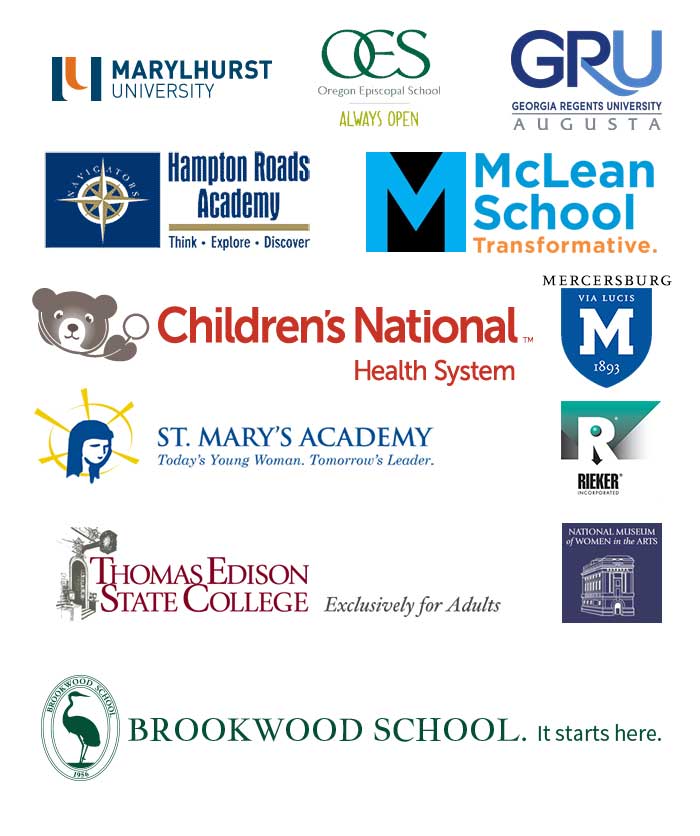 MARYLHURST
UNIVERSITY
OES
Oregon Episcopal School
ALWAYS OPEN
GRU
GEORGIA REGENTS UNIVERSITY
AUGUSTA
NAVIGATORS
Hampton Roads
Academy
Think • Explore • Discover
M
McLean
School
Transformative.
Children's National™
Health System
MERCERSBURG
VIA LUCIS
M
1893
ST. MARY'S ACADEMY
Today's Young Woman. Tomorrow's Leader.
R®
RIEKER®
INCORPORATED
THOMAS EDISON
STATE COLLEGE
Exclusively for Adults
NATIONAL MUSEUM
of WOMEN in the ARTS
BROOKWOOD SCHOOL
1956
BROOKWOOD SCHOOL. It starts here.